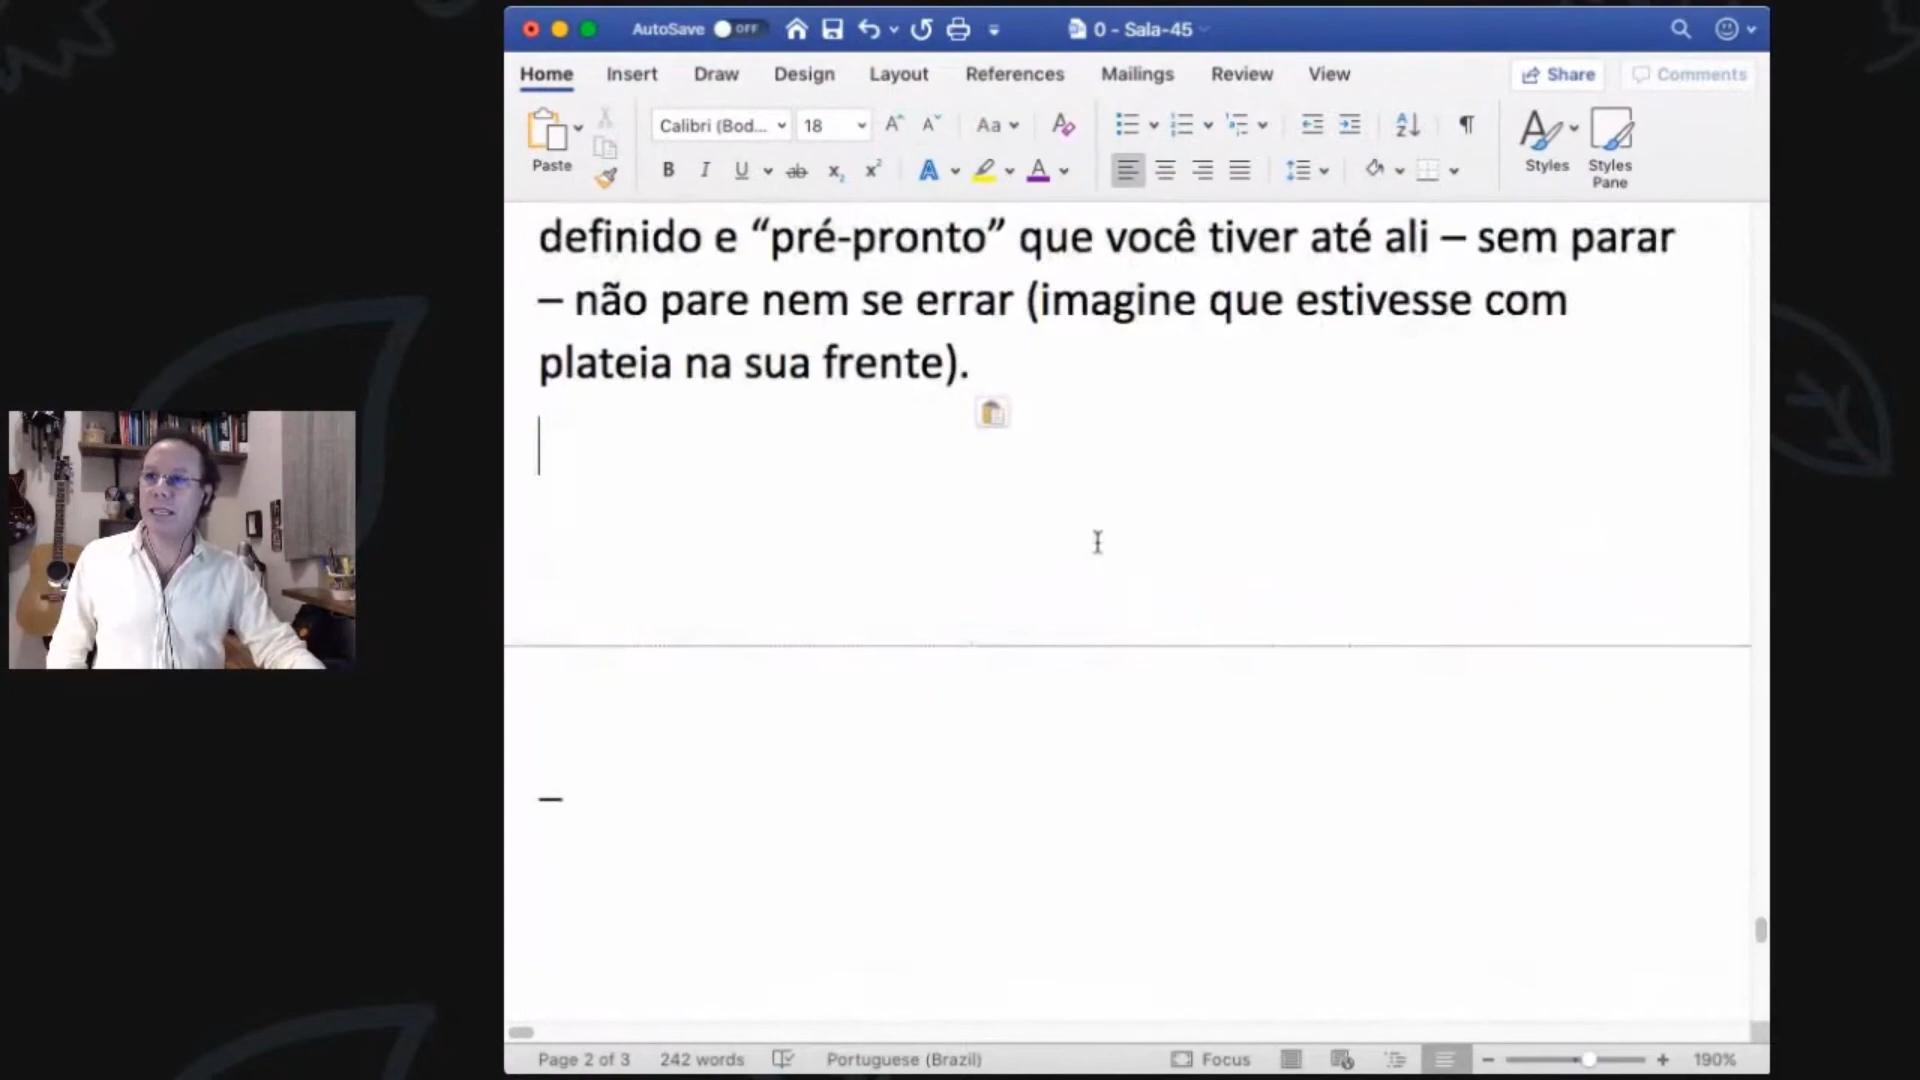 AutoSave OFF 0 - Sala-45
Home Insert Draw Design Layout References Mailings Review View Share Comments
Calibri (Bod... 18 Aa
Paste B I U ab x₂ x² A A Styles Styles Pane
definido e “pré-pronto” que você tiver até ali – sem parar
– não pare nem se errar (imagine que estivesse com
plateia na sua frente).
–
Page 2 of 3 242 words Portuguese (Brazil) Focus 190%